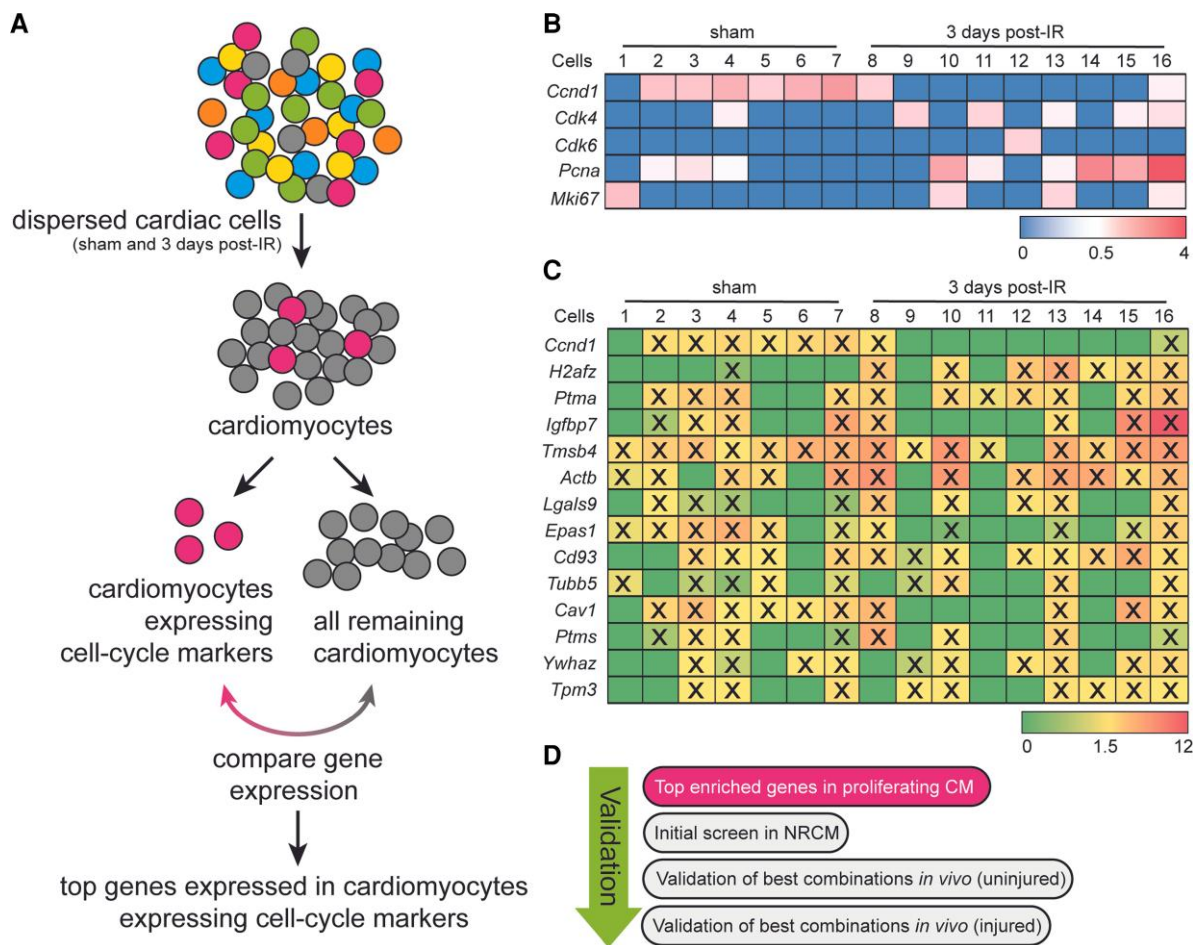 A
dispersed cardiac cells
(sham and 3 days post-IR)
cardiomyocytes
cardiomyocytes
expressing
cell-cycle markers
all remaining
cardiomyocytes
compare gene
expression
top genes expressed in cardiomyocytes
expressing cell-cycle markers
B
sham 3 days post-IR
Cells 1 2 3 4 5 6 7 8 9 10 11 12 13 14 15 16
Ccnd1
Cdk4
Cdk6
Pcna
Mki67
0 0.5 4
C
sham 3 days post-IR
Cells 1 2 3 4 5 6 7 8 9 10 11 12 13 14 15 16
Ccnd1 X X X X X X X X
H2afz X X X X X X X X
Ptma X X X X X X X X X X X
Igfbp7 X X X X X X X
Tmsb4 X X X X X X X X X X X X X X X
Actb X X X X X X X X X X X X
Lgals9 X X X X X X X X
Epas1 X X X X X X X X X X X
Cd93 X X X X X X X X X X X
Tubb5 X X X X X X X X
Cav1 X X X X X X X X X X
Ptms X X X X X X X X
Ywhaz X X X X X X X X X X
Tpm3 X X X X X X X X X
0 1.5 12
D
Validation
Top enriched genes in proliferating CM
Initial screen in NRCM
Validation of best combinations in vivo (uninjured)
Validation of best combinations in vivo (injured)